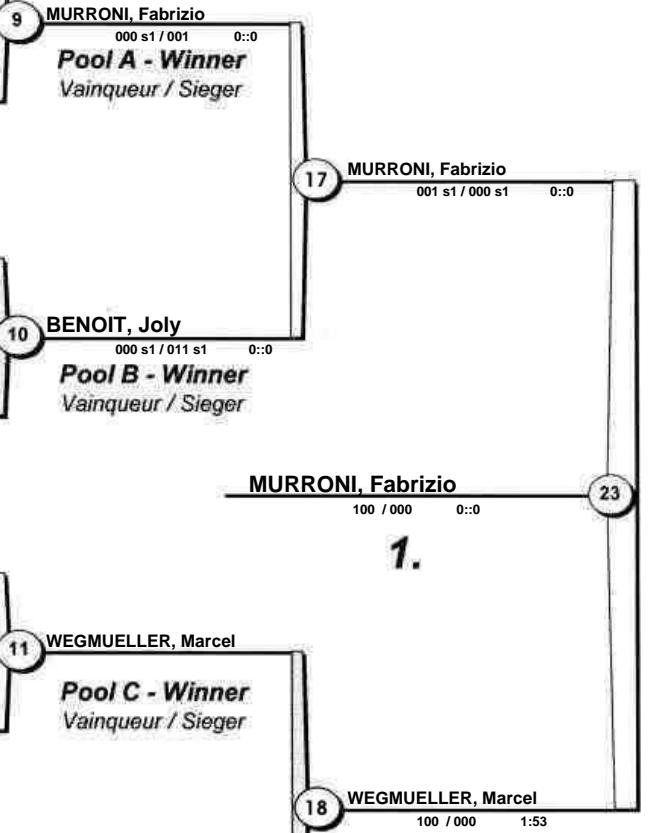 9 MURRONI, Fabrizio
000 s1 / 001 0::0
Pool A - Winner
Vainqueur / Sieger
17 MURRONI, Fabrizio
001 s1 / 000 s1 0::0
10 BENOIT, Joly
000 s1 / 011 s1 0::0
Pool B - Winner
Vainqueur / Sieger
MURRONI, Fabrizio 23
100 / 000 0::0
1.
11 WEGMUELLER, Marcel
Pool C - Winner
Vainqueur / Sieger
18 WEGMUELLER, Marcel
100 / 000 1:53